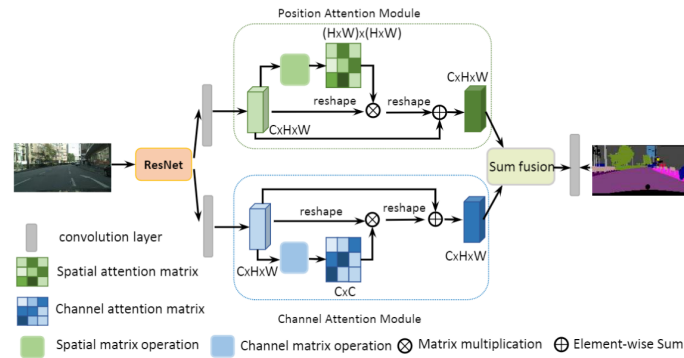 Position Attention Module
(HxW)x(HxW)
CxHxW
reshape
reshape
CxHxW
ResNet
Sum fusion
convolution layer
reshape
reshape
CxHxW
CxHxW
CxC
Spatial attention matrix
Channel attention matrix
Channel Attention Module
Spatial matrix operation
Channel matrix operation
Matrix multiplication
Element-wise Sum